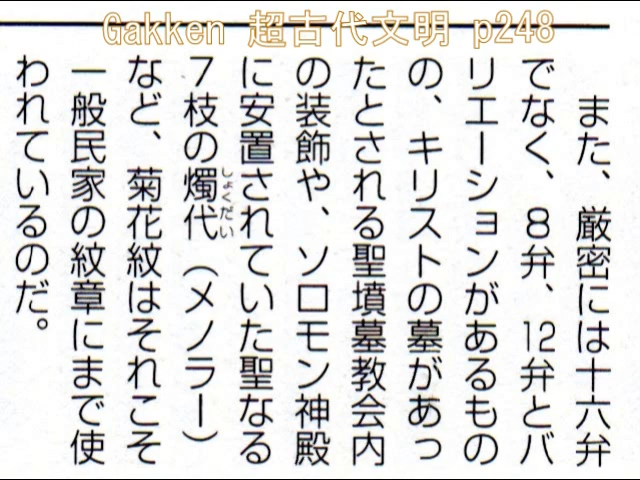 Gakken 超古代文明 p248
また、厳密には十六弁
でなく、８弁、12弁とバ
リエーションがあるもの
の、キリストの墓があっ
たとされる聖墳墓教会内
の装飾や、ソロモン神殿
に安置されていた聖なる
７枝の燭代（メノラー）
しょくだい
など、菊花紋はそれこそ
一般民家の紋章にまで使
われているのだ。